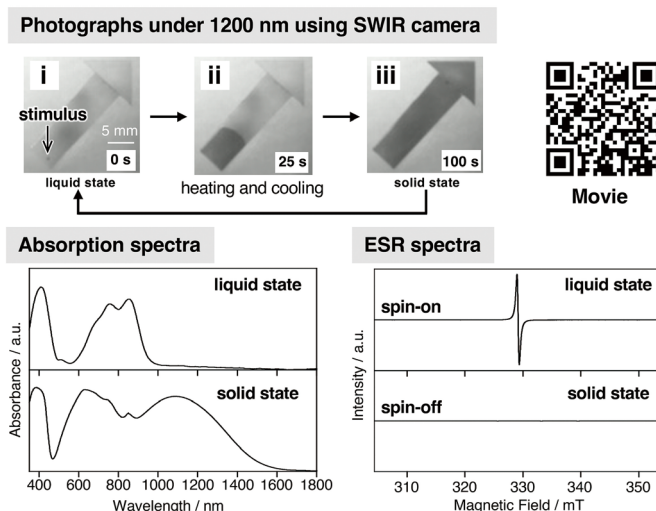 Photographs under 1200 nm using SWIR camera
i
stimulus
5 mm
0 s
liquid state
ii
25 s
heating and cooling
iii
100 s
solid state
Movie
Absorption spectra
liquid state
solid state
Absorbance / a.u.
400 600 800 1000 1200 1400 1600 1800
Wavelength / nm
ESR spectra
liquid state
spin-on
solid state
spin-off
Intensity / a.u.
310 320 330 340 350
Magnetic Field / mT